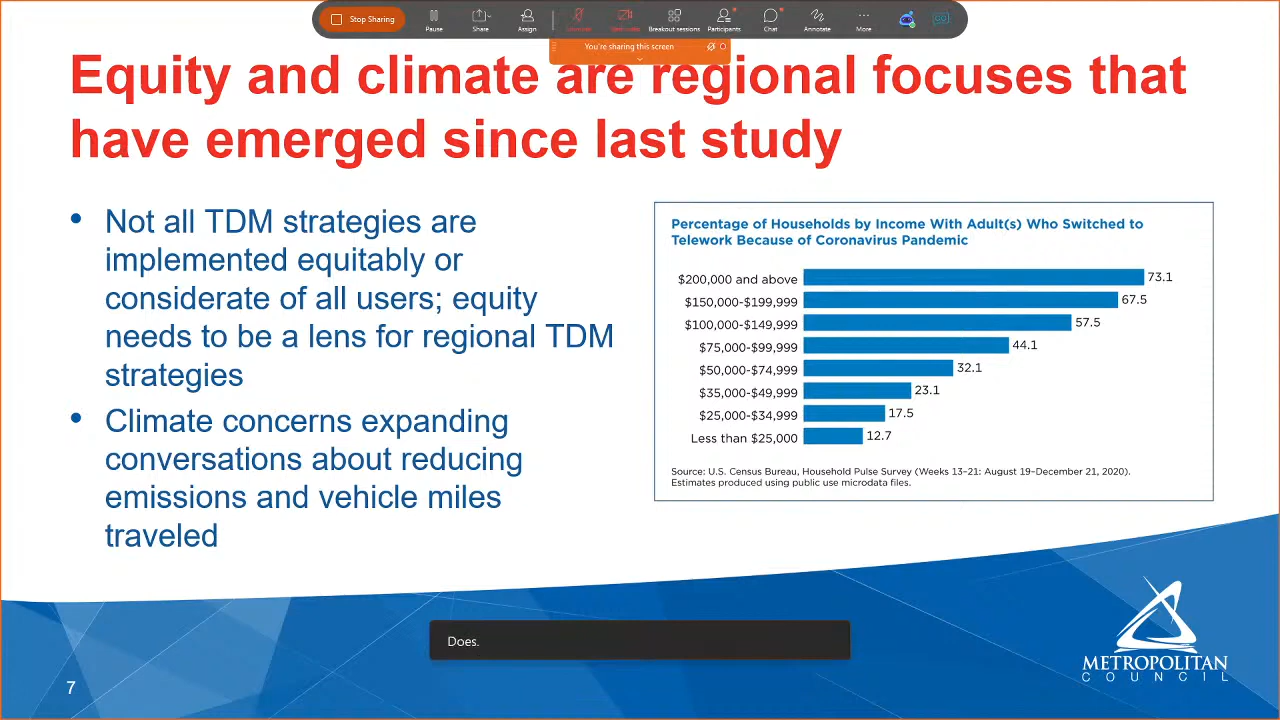 Stop Sharing
Pause
Share
Assign
Breakout sessions
Participants
Chat
Annotate
More
You're sharing this screen
Equity and climate are regional focuses that
have emerged since last study
• Not all TDM strategies are
implemented equitably or
considerate of all users; equity
needs to be a lens for regional TDM
strategies
• Climate concerns expanding
conversations about reducing
emissions and vehicle miles
traveled
Percentage of Households by Income With Adult(s) Who Switched to
Telework Because of Coronavirus Pandemic
$200,000 and above 73.1
$150,000-$199,999 67.5
$100,000-$149,999 57.5
$75,000-$99,999 44.1
$50,000-$74,999 32.1
$35,000-$49,999 23.1
$25,000-$34,999 17.5
Less than $25,000 12.7
Source: U.S. Census Bureau, Household Pulse Survey (Weeks 13–21: August 19–December 21, 2020).
Estimates produced using public use microdata files.
Does.
METROPOLITAN
COUNCIL
7